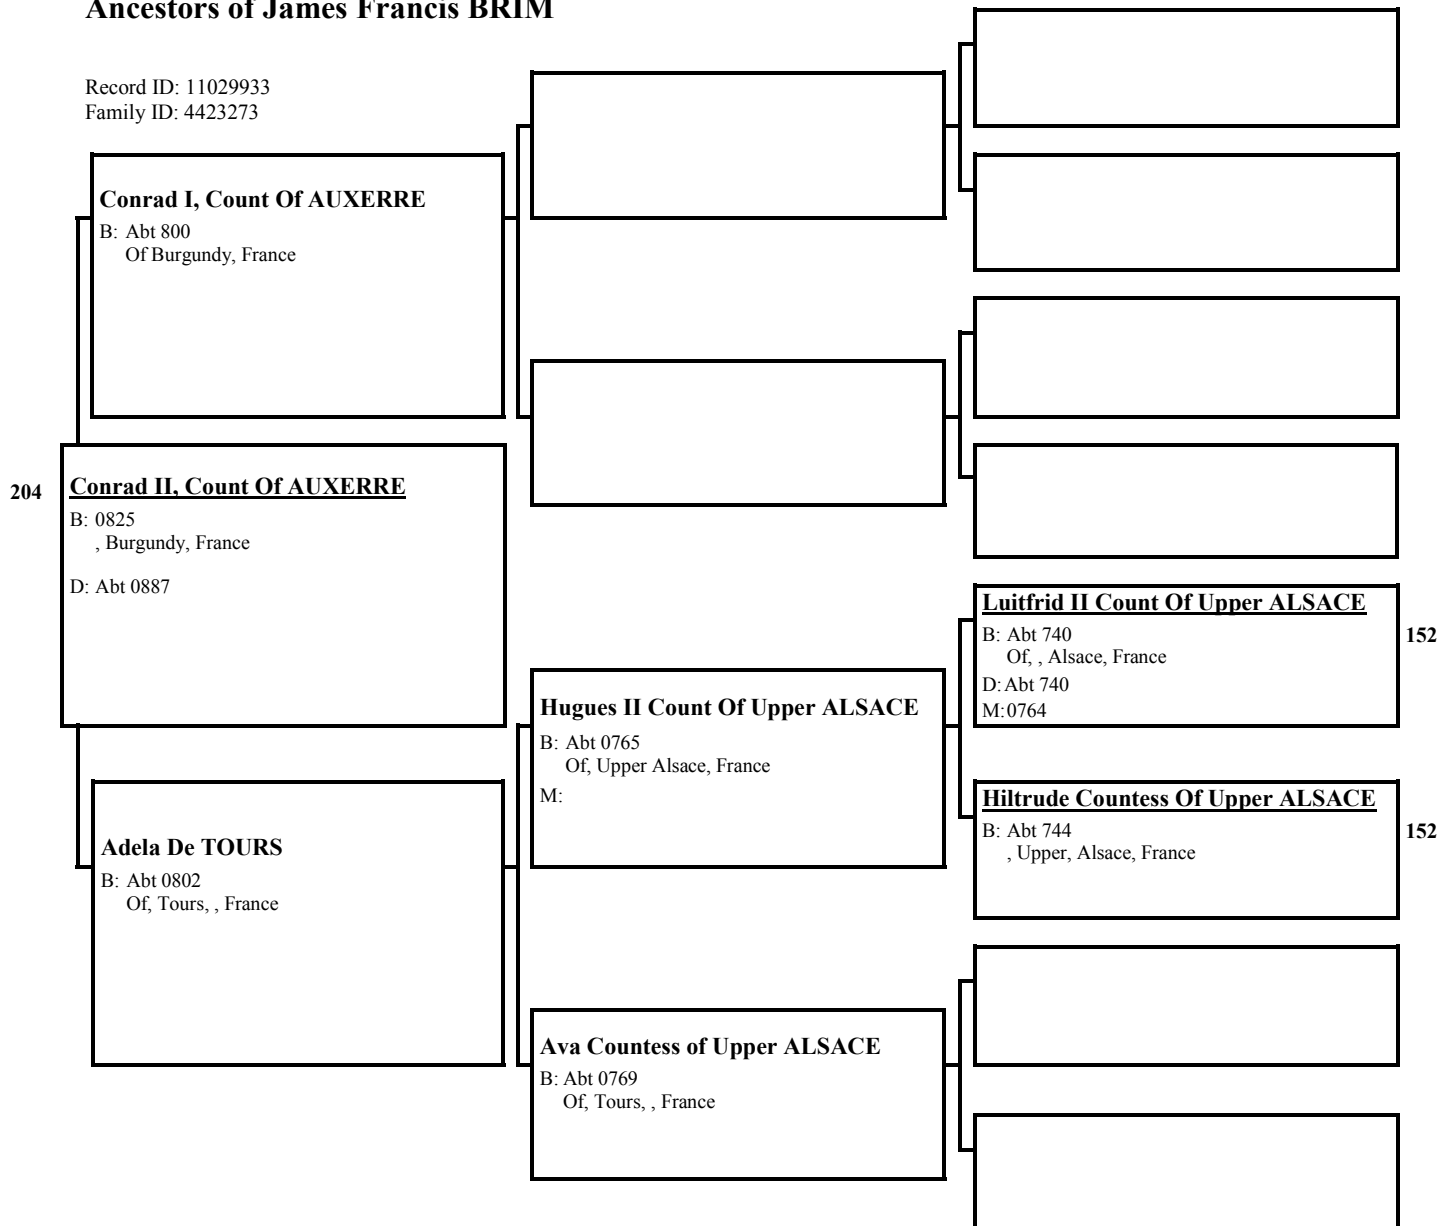 Ancestors of James Francis BRIM
Record ID: 11029933
Family ID: 4423273
Conrad I, Count Of AUXERRE
B: Abt 800
Of Burgundy, France
204
Conrad II, Count Of AUXERRE
B: 0825
, Burgundy, France
D: Abt 0887
Adela De TOURS
B: Abt 0802
Of, Tours, , France
Hugues II Count Of Upper ALSACE
B: Abt 0765
Of, Upper Alsace, France
M:
Ava Countess of Upper ALSACE
B: Abt 0769
Of, Tours, , France
Luitfrid II Count Of Upper ALSACE
B: Abt 740
Of, , Alsace, France
D: Abt 740
M: 0764
152
Hiltrude Countess Of Upper ALSACE
B: Abt 744
, Upper, Alsace, France
152